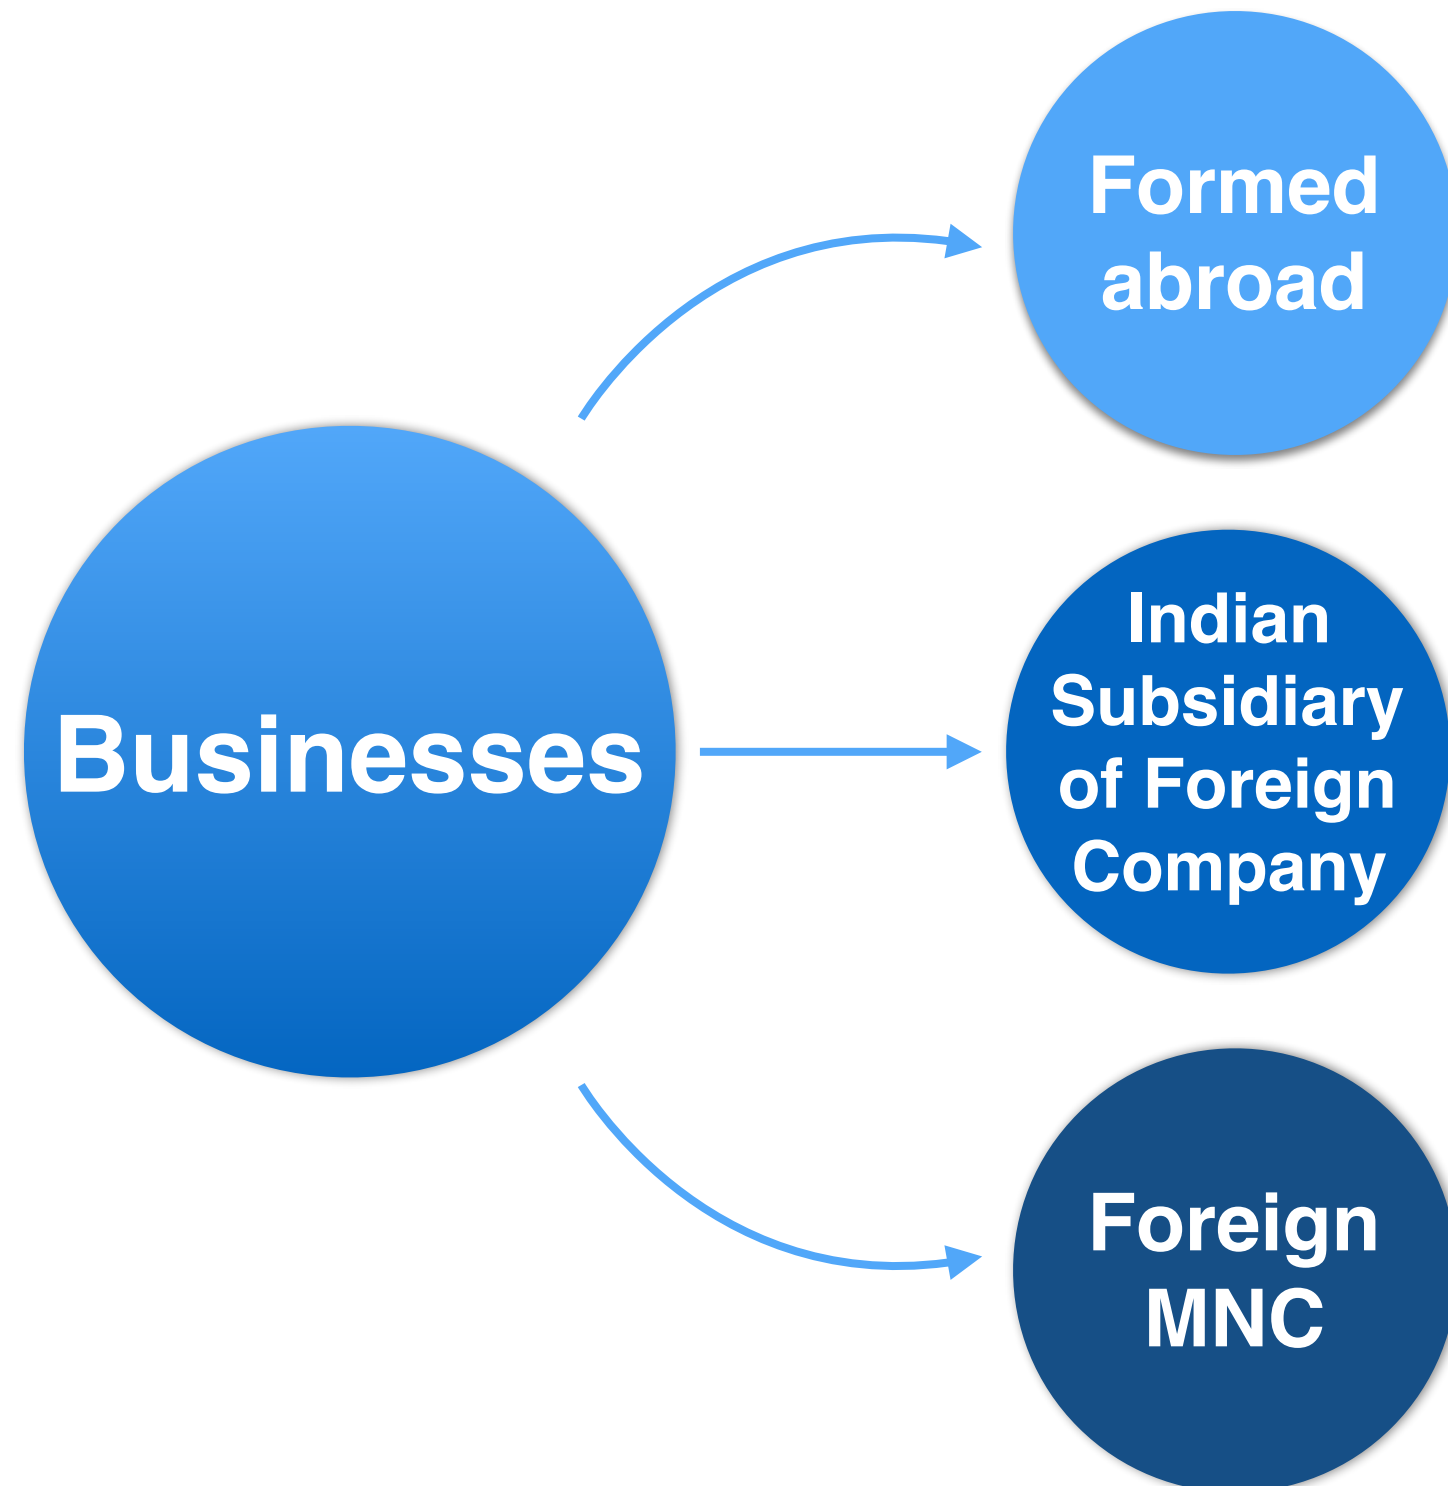 Formed
abroad
Businesses
Indian
Subsidiary
of Foreign
Company
Foreign
MNC